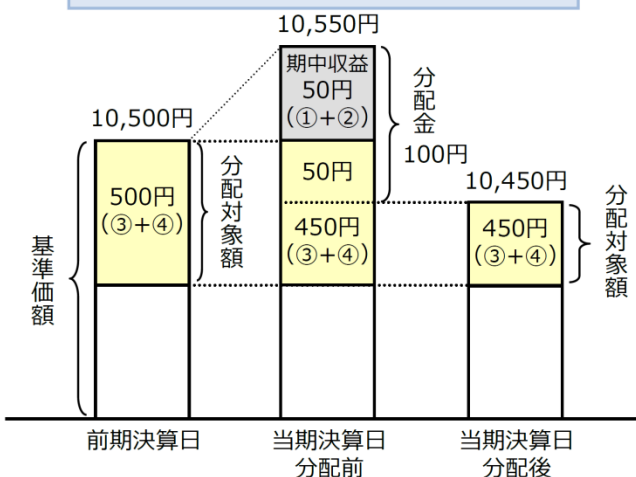 10,550円
期中収益
50円
(①+②)
分配金
10,500円
100円
50円
500円
(③+④)
分配対象額
450円
(③+④)
10,450円
450円
(③+④)
分配対象額
基準価額
前期決算日
当期決算日
分配前
当期決算日
分配後